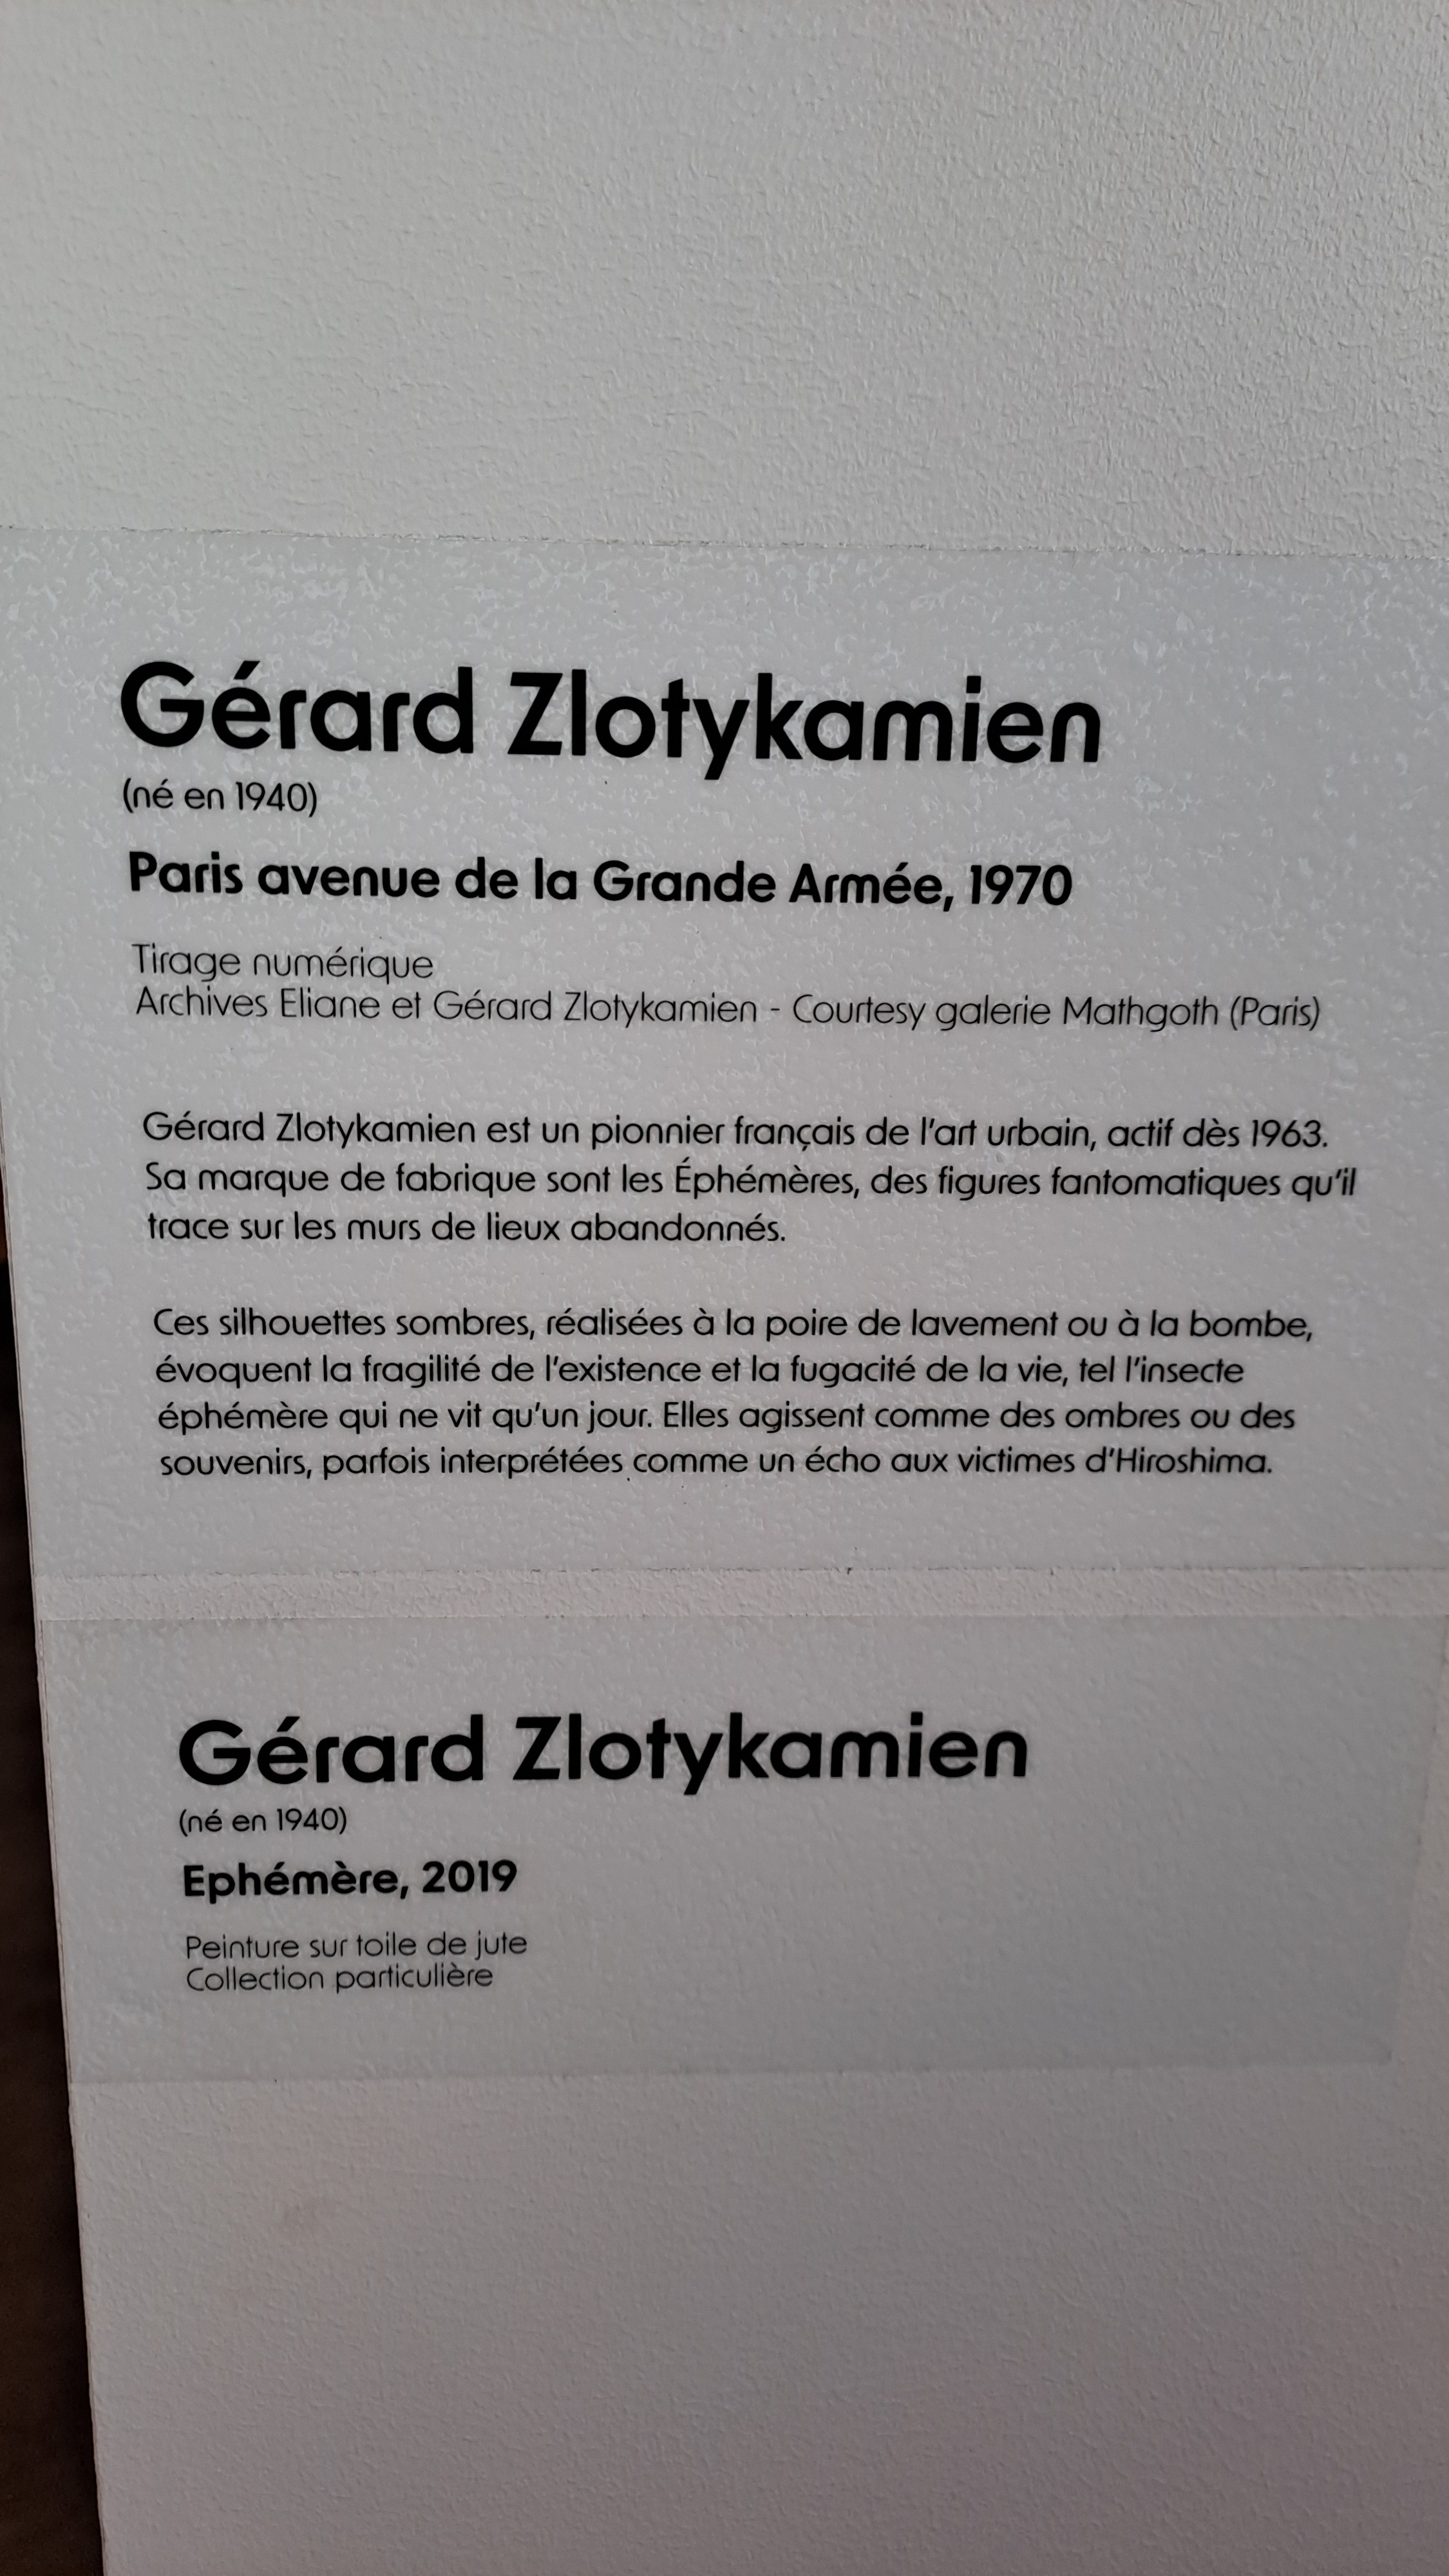 Gérard Zlotykamien
(né en 1940)
Paris avenue de la Grande Armée, 1970
Tirage numérique
Archives Eliane et Gérard Zlotykamien - Courtesy galerie Mathgoth (Paris)
Gérard Zlotykamien est un pionnier français de l'art urbain, actif dès 1963.
Sa marque de fabrique sont les Éphémères, des figures fantomatiques qu'il
trace sur les murs de lieux abandonnés.
Ces silhouettes sombres, réalisées à la poire de lavement ou à la bombe,
évoquent la fragilité de l'existence et la fugacité de la vie, tel l'insecte
éphémère qui ne vit qu'un jour. Elles agissent comme des ombres ou des
souvenirs, parfois interprétées comme un écho aux victimes d'Hiroshima.
Gérard Zlotykamien
(né en 1940)
Ephémère, 2019
Peinture sur toile de jute
Collection particulière